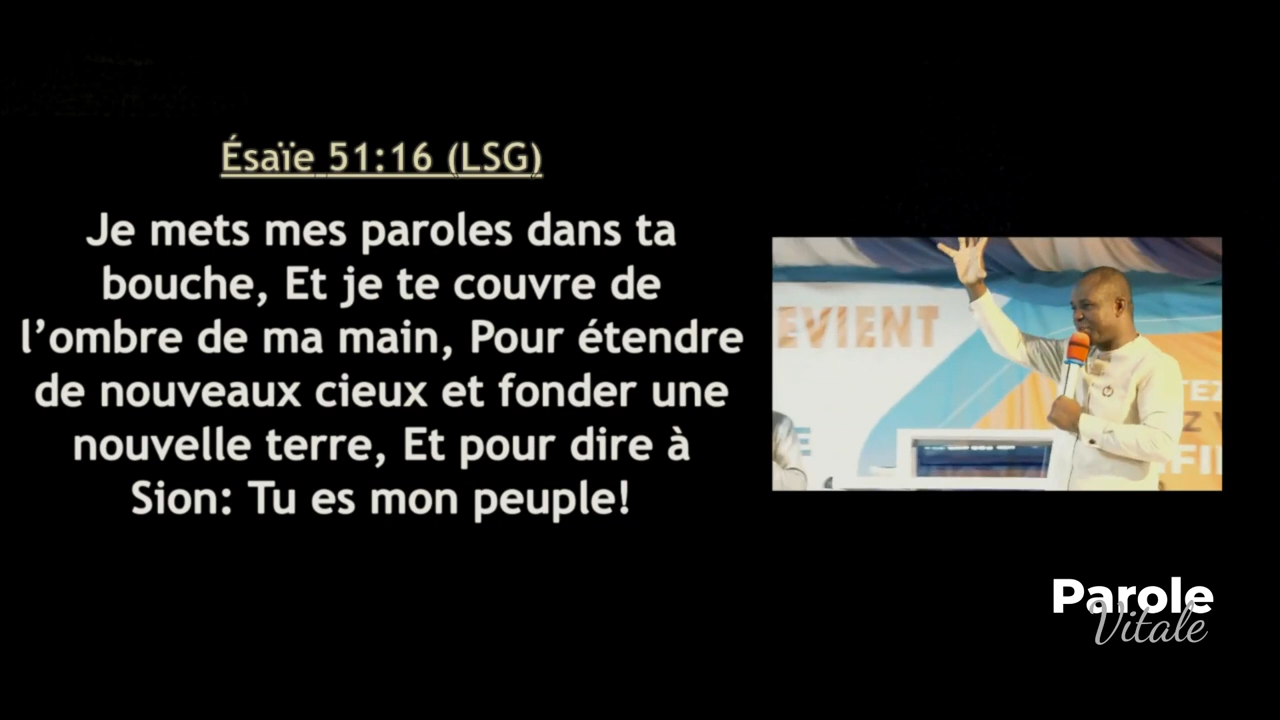 Ésaïe 51:16 (LSG)
Je mets mes paroles dans ta
bouche, Et je te couvre de
l’ombre de ma main, Pour étendre
de nouveaux cieux et fonder une
nouvelle terre, Et pour dire à
Sion: Tu es mon peuple!
EVIENT
TEZ
Parole
Vitale